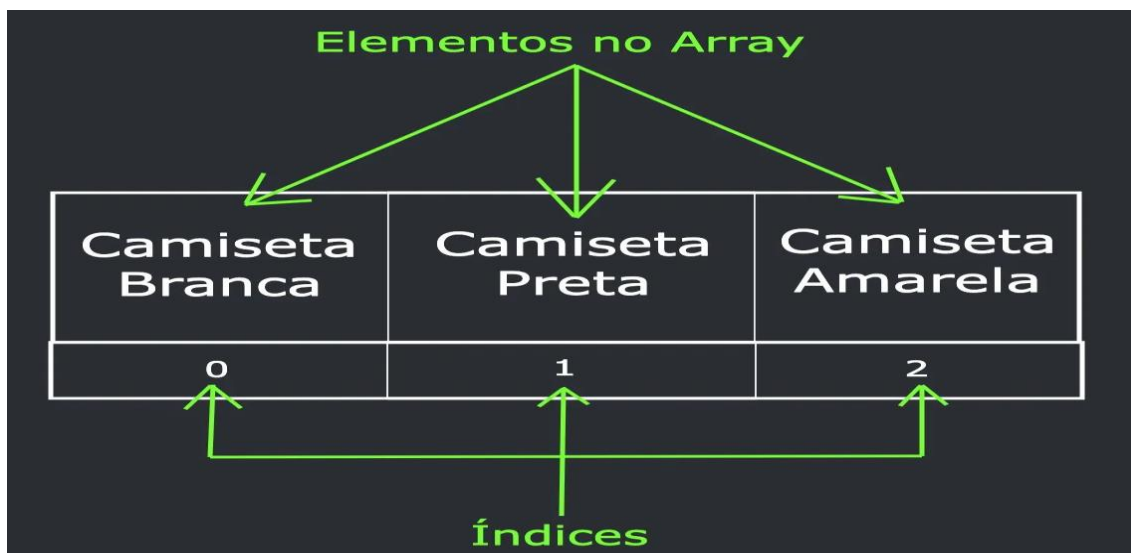 Elementos no Array
Camiseta
Branca
Camiseta
Preta
Camiseta
Amarela
0
1
2
Índices